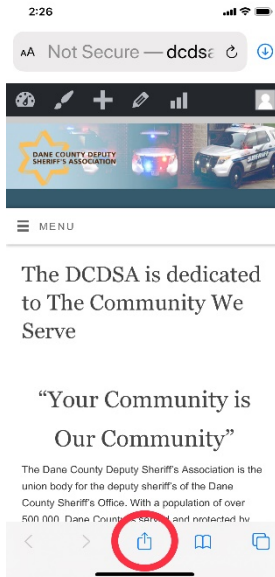 2:26
AA Not Secure — dcdsa
DANE COUNTY DEPUTY
SHERIFF'S ASSOCIATION
SHERIFF
MENU
The DCDSA is dedicated
to The Community We
Serve
“Your Community is
Our Community”
The Dane County Deputy Sheriff's Association is the
union body for the deputy sheriff's of the Dane
County Sheriff's Office. With a population of over
500,000, Dane County is served and protected by